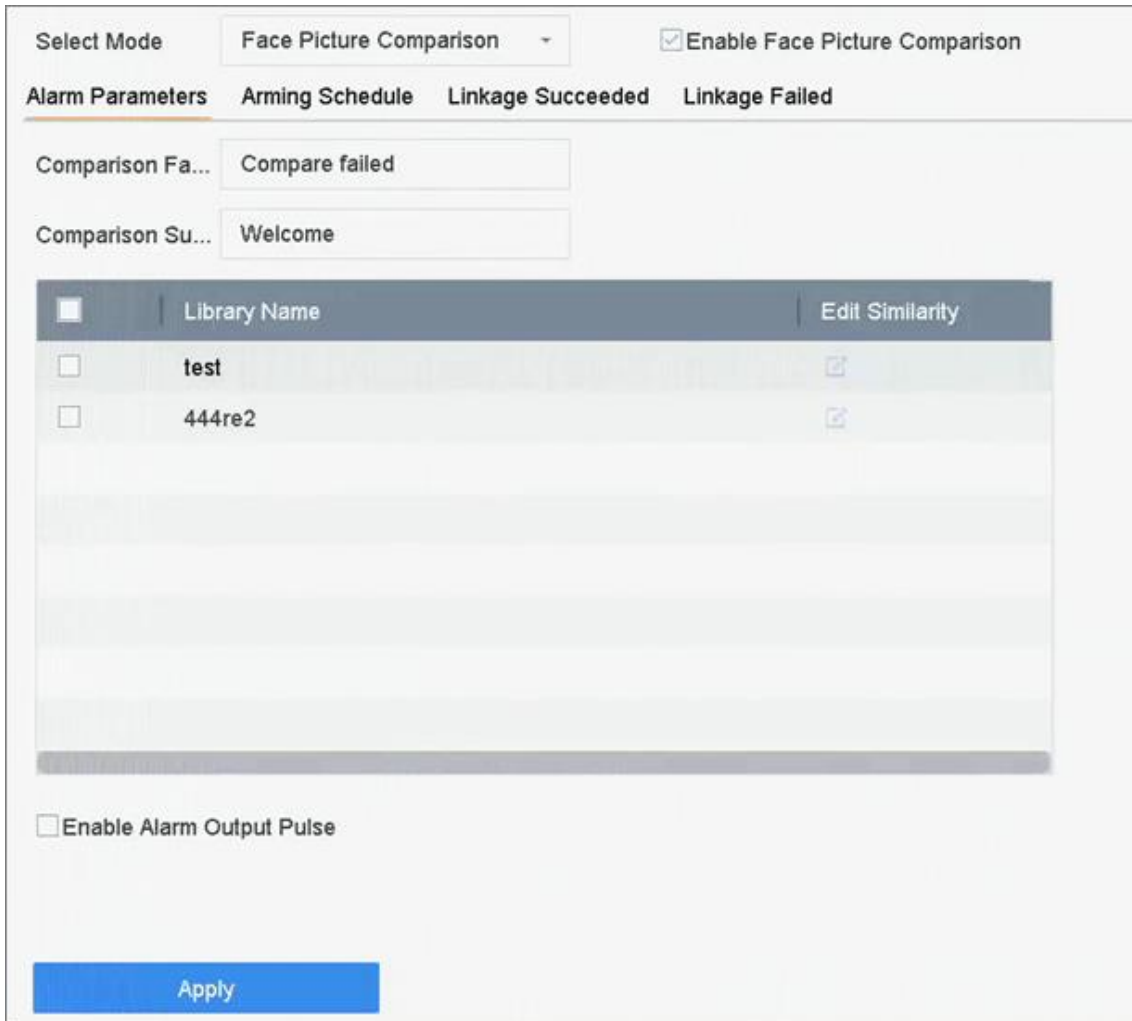 Select Mode Face Picture Comparison Enable Face Picture Comparison
Alarm Parameters Arming Schedule Linkage Succeeded Linkage Failed
Comparison Fa... Compare failed
Comparison Su... Welcome
Library Name Edit Similarity
test
444re2
Enable Alarm Output Pulse
Apply